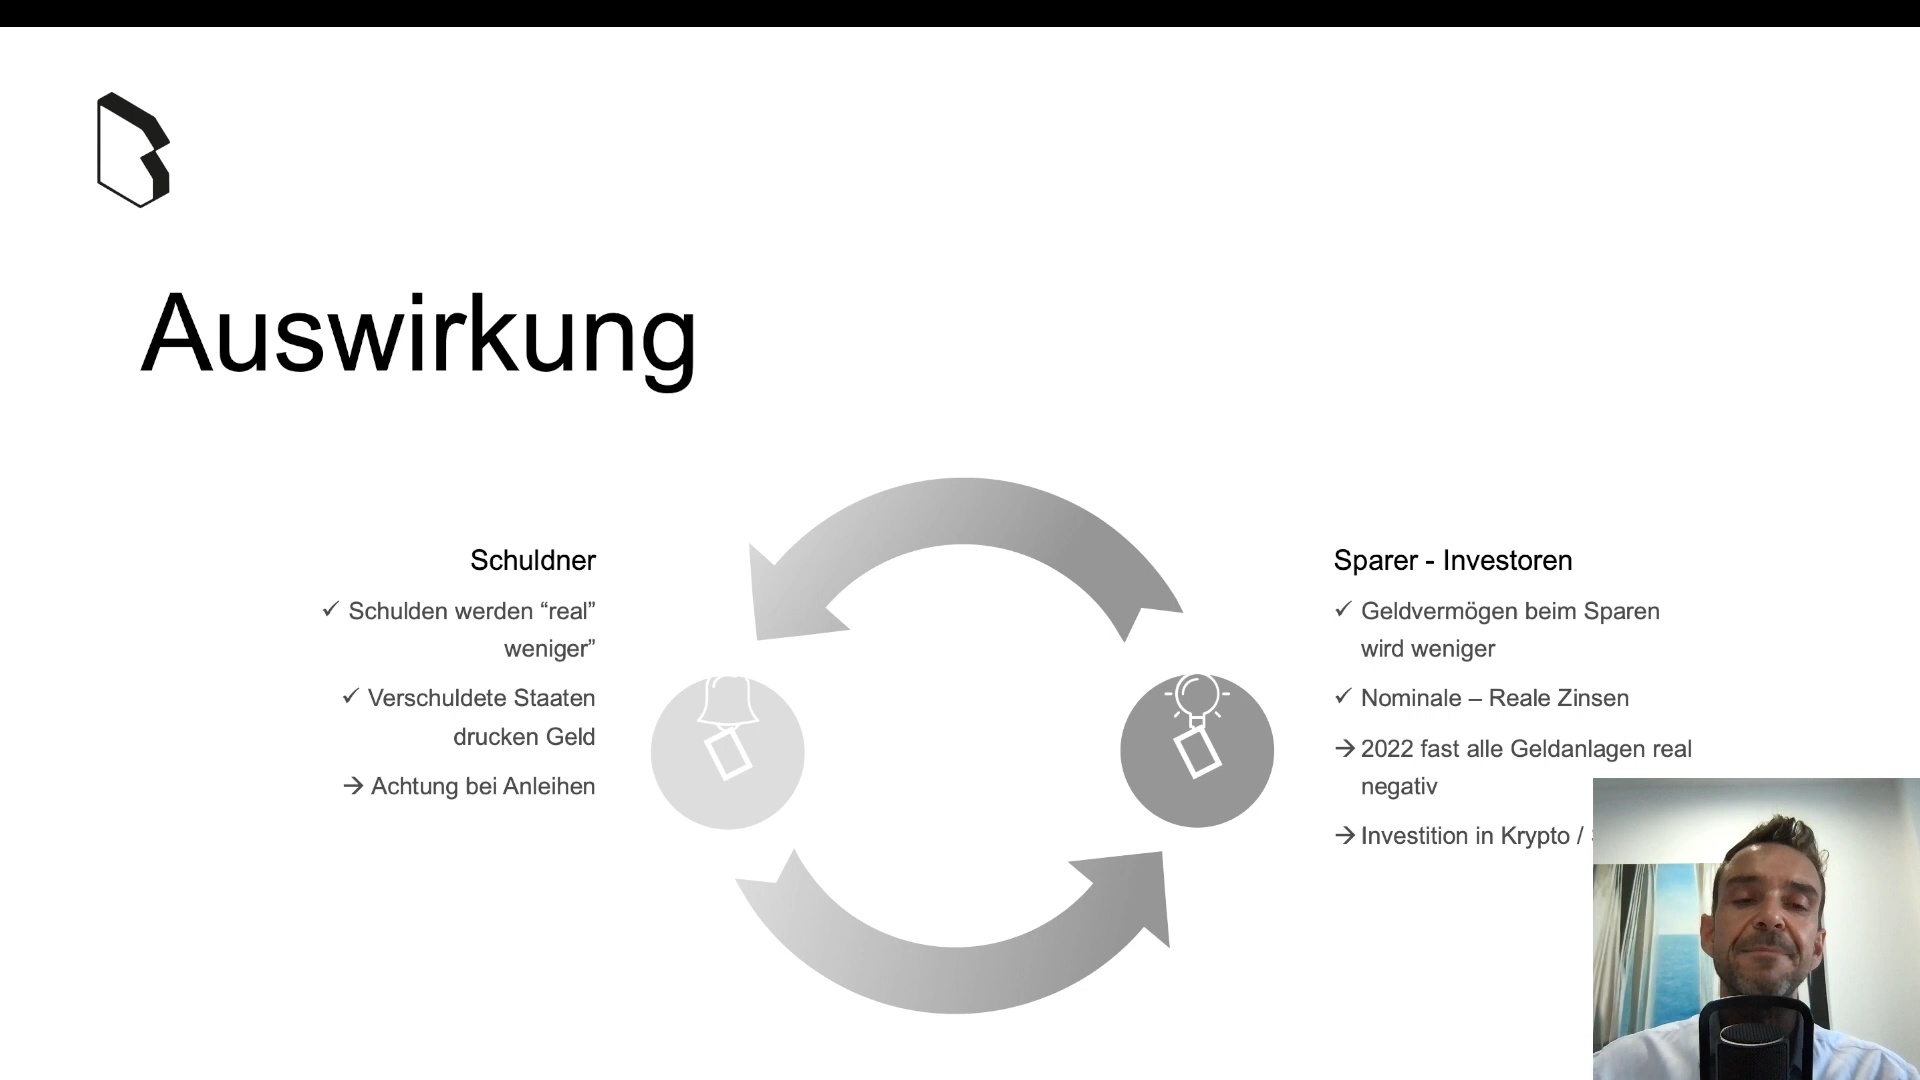 Auswirkung
Schuldner
✓ Schulden werden “real”
weniger”
✓ Verschuldete Staaten
drucken Geld
→ Achtung bei Anleihen
Sparer - Investoren
✓ Geldvermögen beim Sparen
wird weniger
✓ Nominale – Reale Zinsen
→ 2022 fast alle Geldanlagen real
negativ
→ Investition in Krypto /